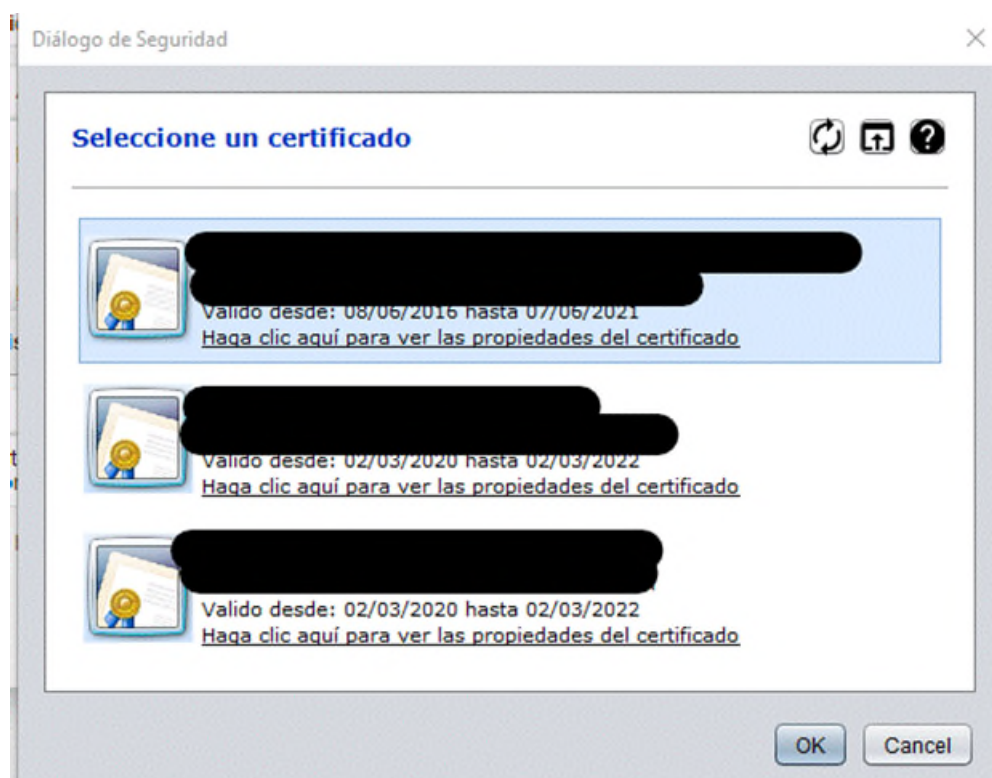 Diálogo de Seguridad
Seleccione un certificado
Valido desde: 08/06/2016 hasta 07/06/2021
Haga clic aquí para ver las propiedades del certificado
Valido desde: 02/03/2020 hasta 02/03/2022
Haga clic aquí para ver las propiedades del certificado
Valido desde: 02/03/2020 hasta 02/03/2022
Haga clic aquí para ver las propiedades del certificado
OK
Cancel